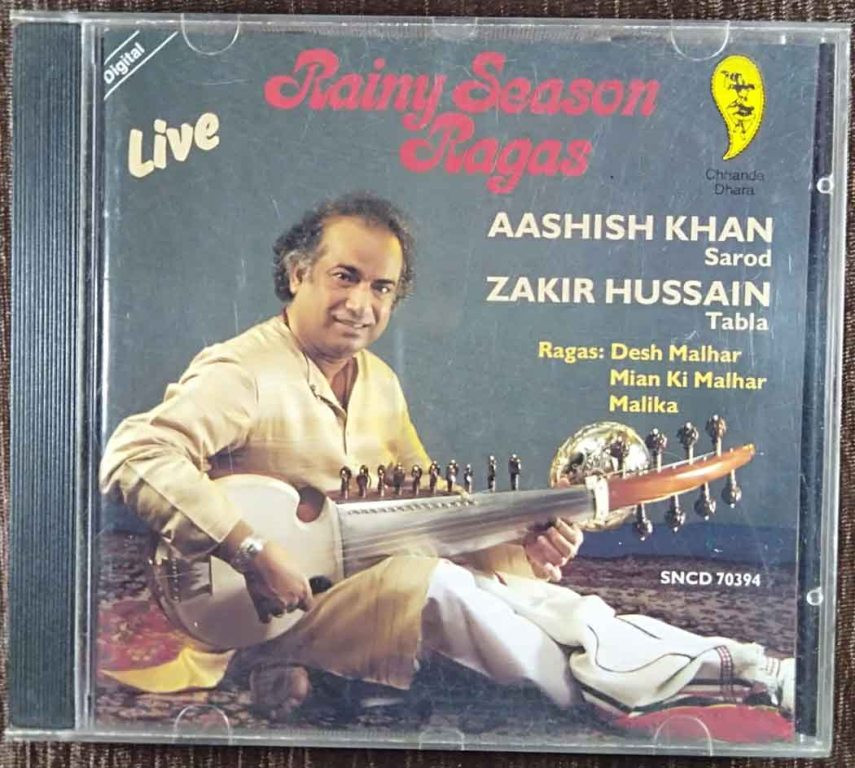 Digital
Live
Rainy Season
Ragas
Chhanda
Dhara
AASHISH KHAN
Sarod
ZAKIR HUSSAIN
Tabla
Ragas: Desh Malhar
Mian Ki Malhar
Malika
SNCD 70394